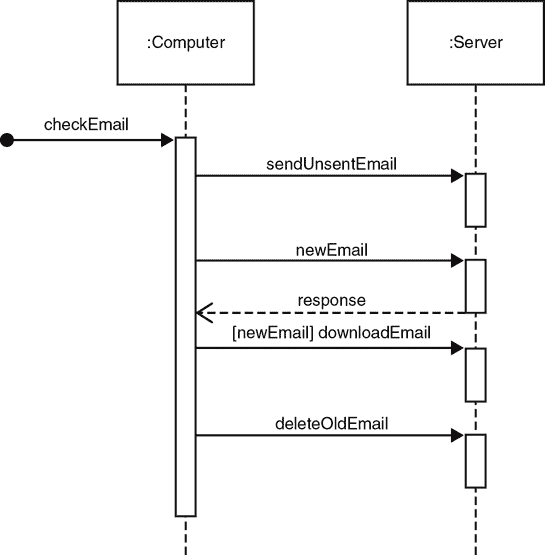 :Computer
:Server
checkEmail
sendUnsentEmail
newEmail
response
[newEmail] downloadEmail
deleteOldEmail